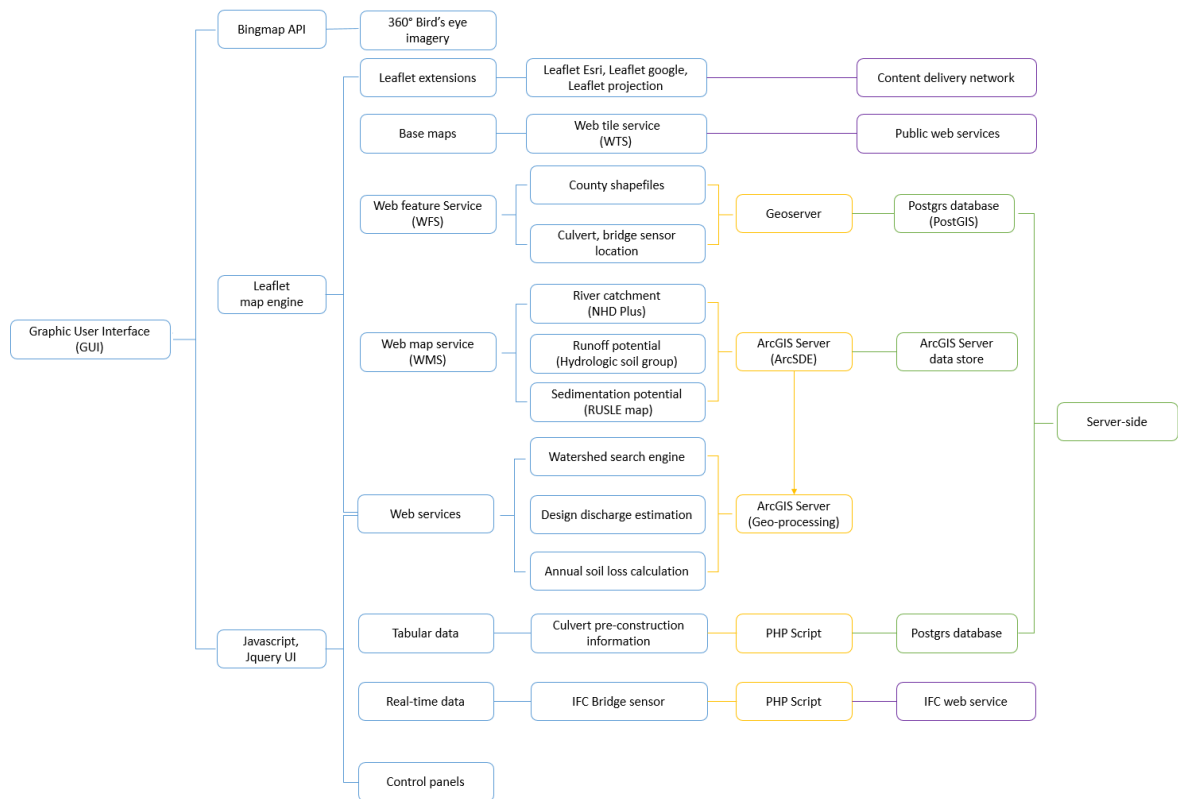 Bingmap API
360° Bird's eye
imagery
Leaflet extensions
Leaflet Esri, Leaflet google,
Leaflet projection
Content delivery network
Base maps
Web tile service
(WTS)
Public web services
Web feature Service
(WFS)
County shapefiles
Culvert, bridge sensor
location
Geoserver
Postgrs database
(PostGIS)
Leaflet
map engine
Graphic User Interface
(GUI)
Web map service
(WMS)
River catchment
(NHD Plus)
Runoff potential
(Hydrologic soil group)
Sedimentation potential
(RUSLE map)
ArcGIS Server
(ArcSDE)
ArcGIS Server
data store
Server-side
Web services
Watershed search engine
Design discharge estimation
Annual soil loss calculation
ArcGIS Server
(Geo-processing)
Javascript,
Jquery UI
Tabular data
Culvert pre-construction
information
PHP Script
Postgrs database
Real-time data
IFC Bridge sensor
PHP Script
IFC web service
Control panels